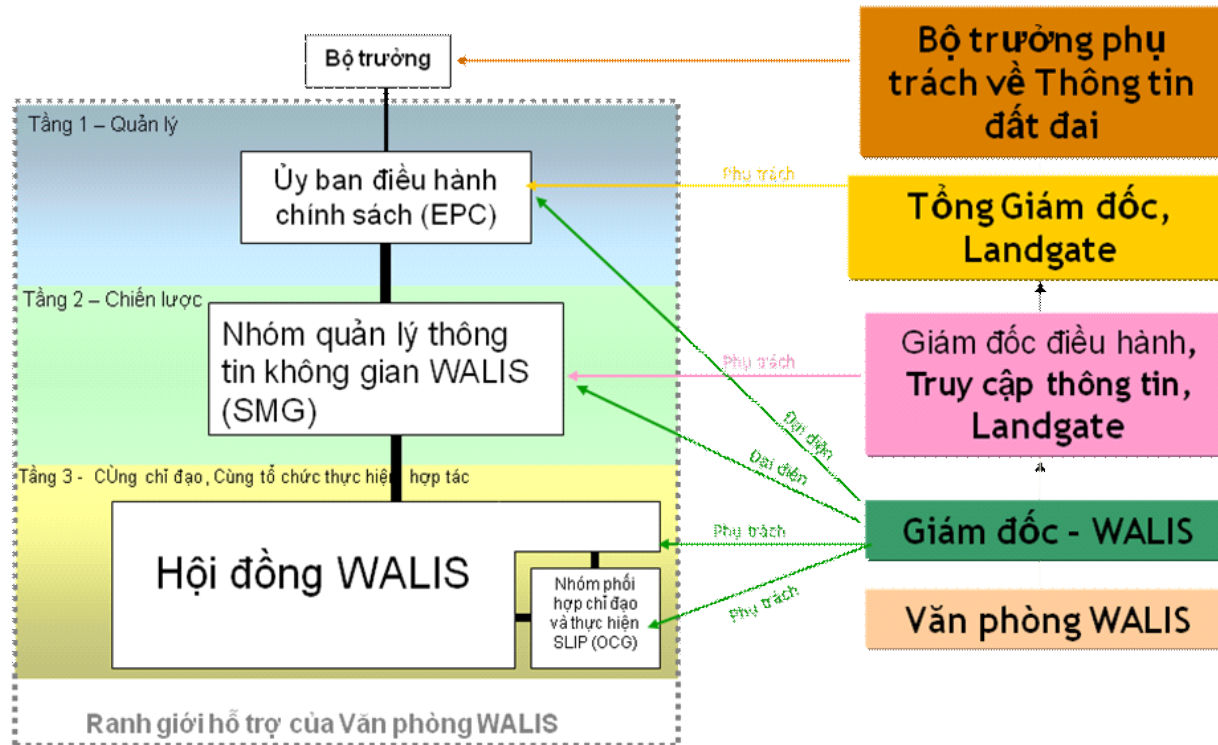 Bộ trưởng
Bộ trưởng phụ
trách về Thông tin
đất đai
Tầng 1 – Quản lý
Ủy ban điều hành
chính sách (EPC)
Phụ trách
Tổng Giám đốc,
Landgate
Tầng 2 – Chiến lược
Nhóm quản lý thông
tin không gian WALIS
(SMG)
Phụ trách
Giám đốc điều hành,
Truy cập thông tin,
Landgate
Đại diện
Đại diện
Tầng 3 - CÙng chỉ đạo, Cùng tổ chức thực hiện hợp tác
Hội đồng WALIS
Phụ trách
Giám đốc - WALIS
Nhóm phối
hợp chỉ đạo
và thực hiện
SLIP (OCG)
Phụ trách
Văn phòng WALIS
Ranh giới hỗ trợ của Văn phòng WALIS